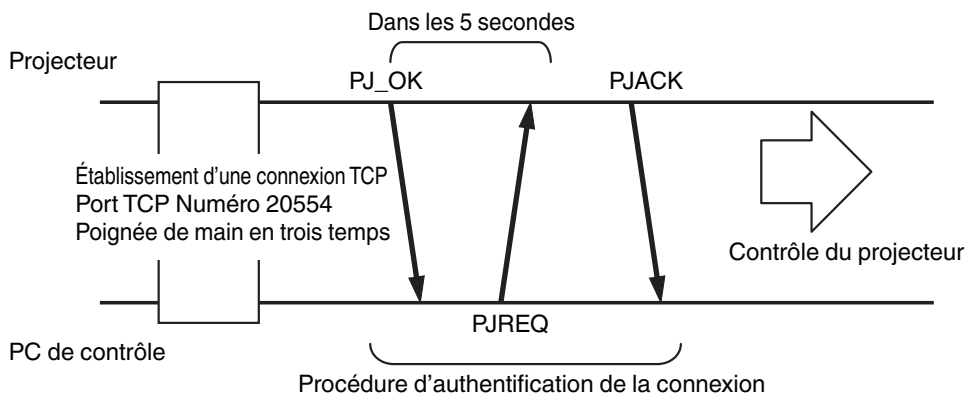 Dans les 5 secondes
Projecteur
PJ_OK
PJACK
Établissement d'une connexion TCP
Port TCP Numéro 20554
Poignée de main en trois temps
Contrôle du projecteur
PJREQ
PC de contrôle
Procédure d'authentification de la connexion